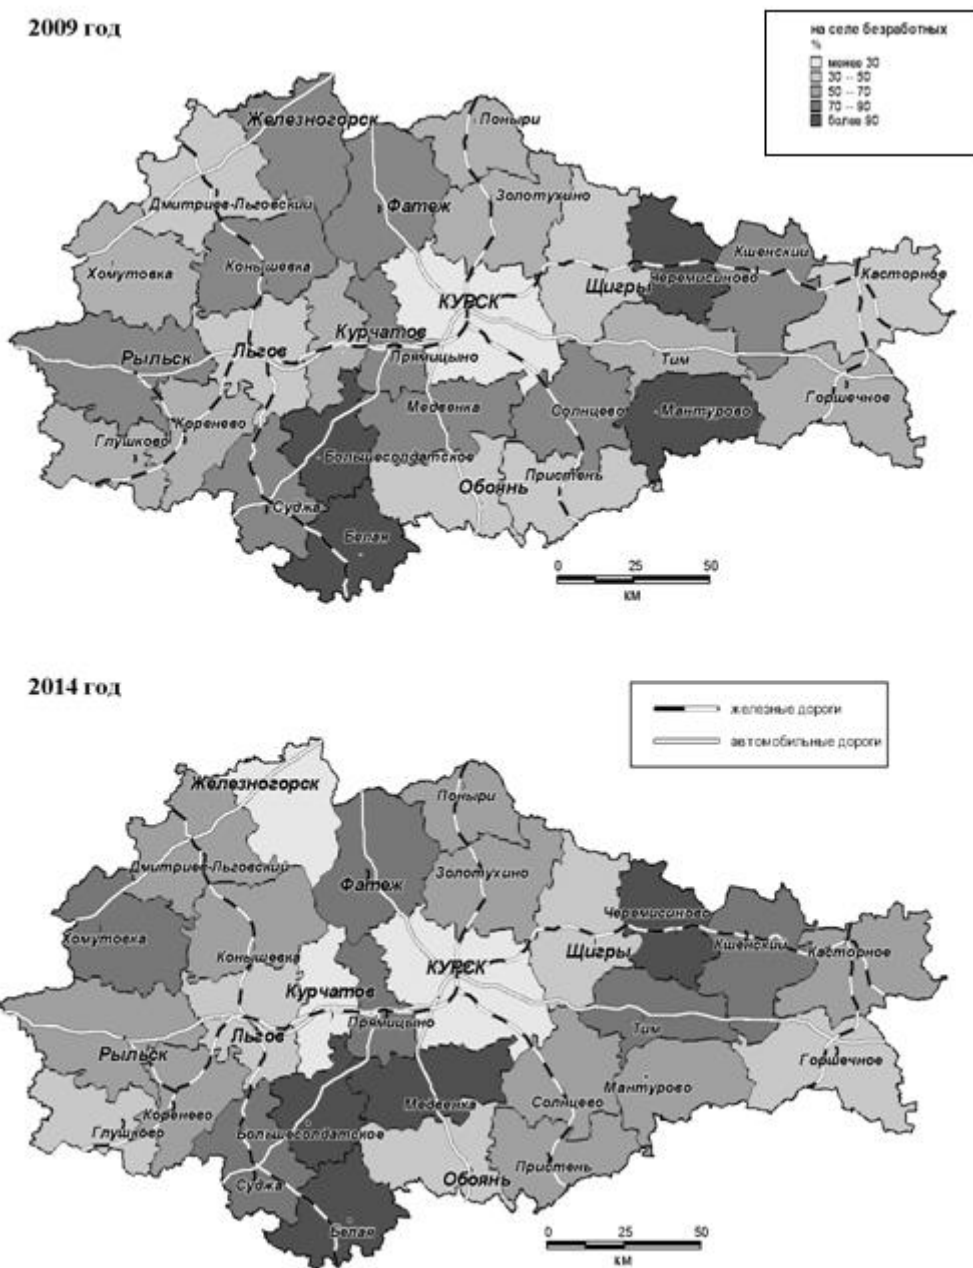 2009 год
на селе безработных
%
менее 30
30 -- 50
50 -- 70
70 -- 90
более 90
Железногорск
Поныри
Дмитриев-Льговский
Фатеж
Золотухино
Хомутовка
Конышевка
КУРСК
Щигры
Черемисиново
Кшенский
Касторное
Рыльск
Льгов
Курчатов
Прямицыно
Тим
Горшечное
Глушково
Коренево
Медвенка
Солнцево
Мантурово
Большесолдатское
Обоянь
Пристень
Суджа
Белая
0 25 50
КМ
2014 год
железные дороги
автомобильные дороги
Железногорск
Поныри
Дмитриев-Льговский
Фатеж
Золотухино
Хомутовка
Конышевка
КУРСК
Щигры
Черемисиново
Кшенский
Касторное
Рыльск
Льгов
Курчатов
Прямицыно
Тим
Горшечное
Глушково
Коренево
Медвенка
Солнцево
Мантурово
Большесолдатское
Обоянь
Пристень
Суджа
Белая
0 25 50
КМ